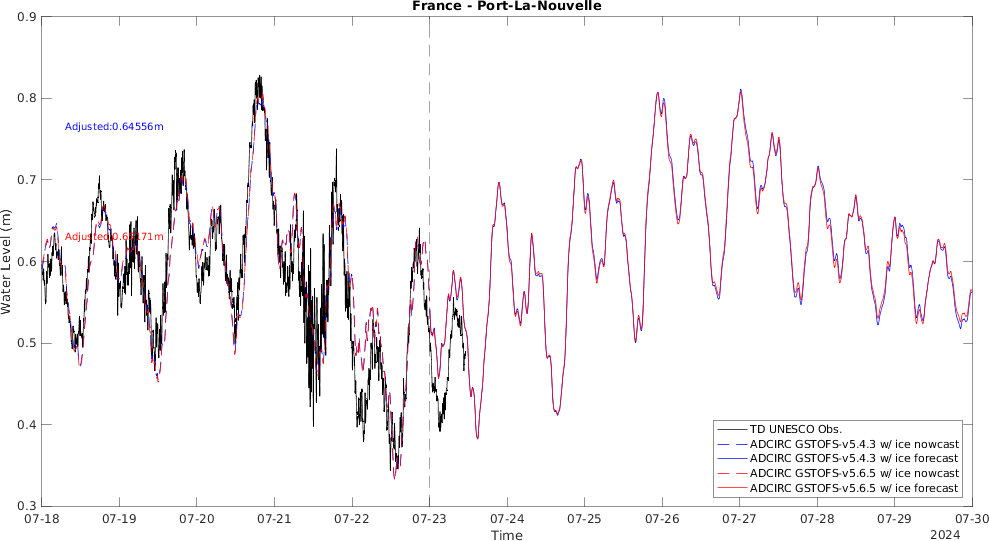 France - Port-La-Nouvelle
0.9
0.8
0.7
0.6
0.5
0.4
0.3
Water Level (m)
Adjusted:0.64556m
TD UNESCO Obs.
ADCIRC GSTOFS-v5.4.3 w/ ice nowcast
ADCIRC GSTOFS-v5.4.3 w/ ice forecast
ADCIRC GSTOFS-v5.6.5 w/ ice nowcast
ADCIRC GSTOFS-v5.6.5 w/ ice forecast
07-18 07-19 07-20 07-21 07-22 07-23 07-24 07-25 07-26 07-27 07-28 07-29 07-30
Time
2024